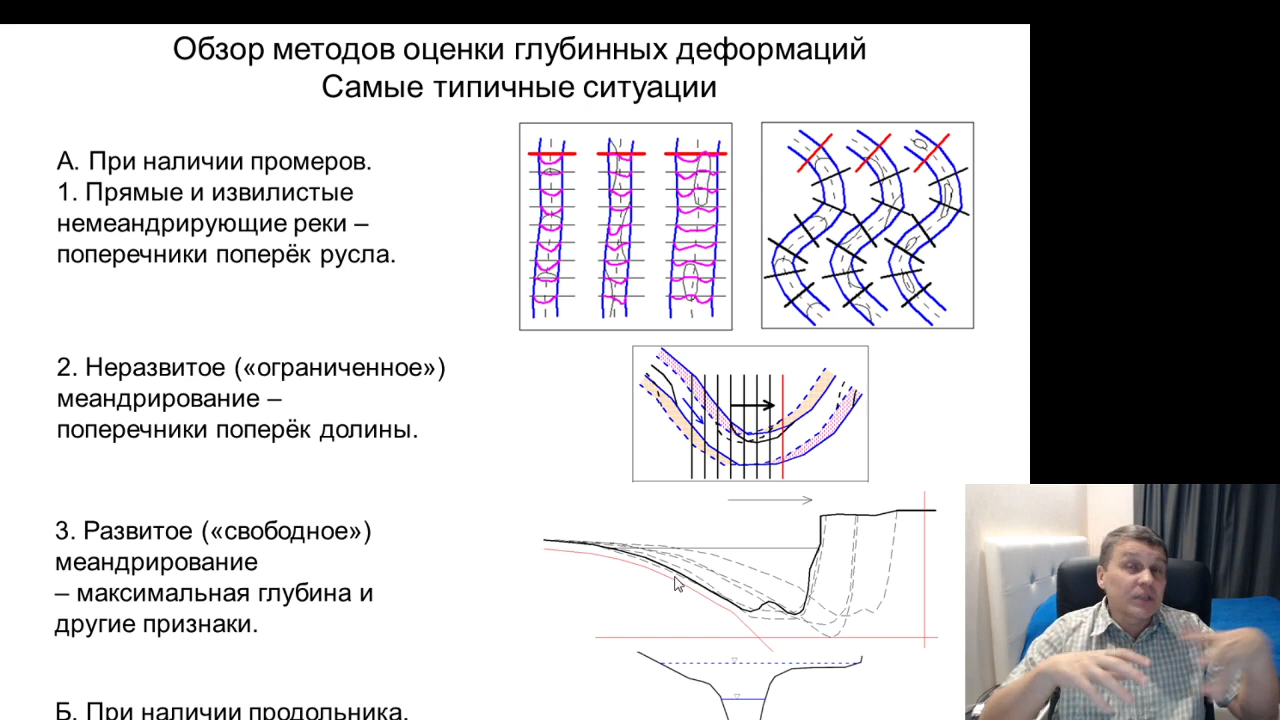 Обзор методов оценки глубинных деформаций
Самые типичные ситуации
А. При наличии промеров.
1. Прямые и извилистые
немеандрирующие реки –
поперечники поперёк русла.
2. Неразвитое («ограниченное»)
меандрирование –
поперечники поперёк долины.
3. Развитое («свободное»)
меандрирование
– максимальная глубина и
другие признаки.
Б. При наличии продольника.